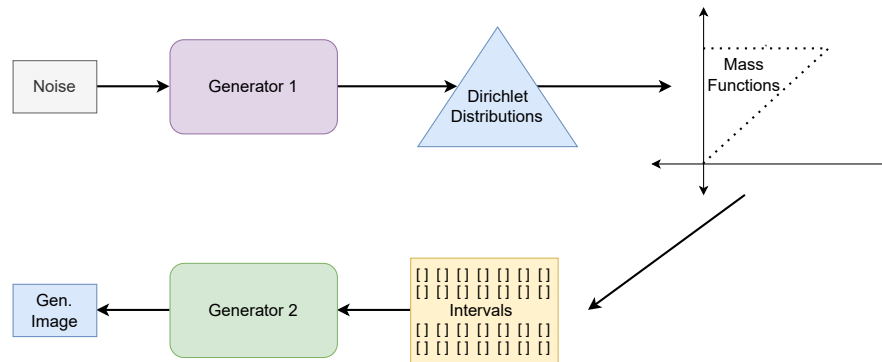 Noise
Generator 1
Dirichlet
Distributions
Mass
Functions
Gen.
Image
Generator 2
[ ] [ ] [ ] [ ] [ ] [ ] [ ]
[ ] [ ] [ ] [ ] [ ] [ ] [ ]
Intervals
[ ] [ ] [ ] [ ] [ ] [ ] [ ]
[ ] [ ] [ ] [ ] [ ] [ ] [ ]